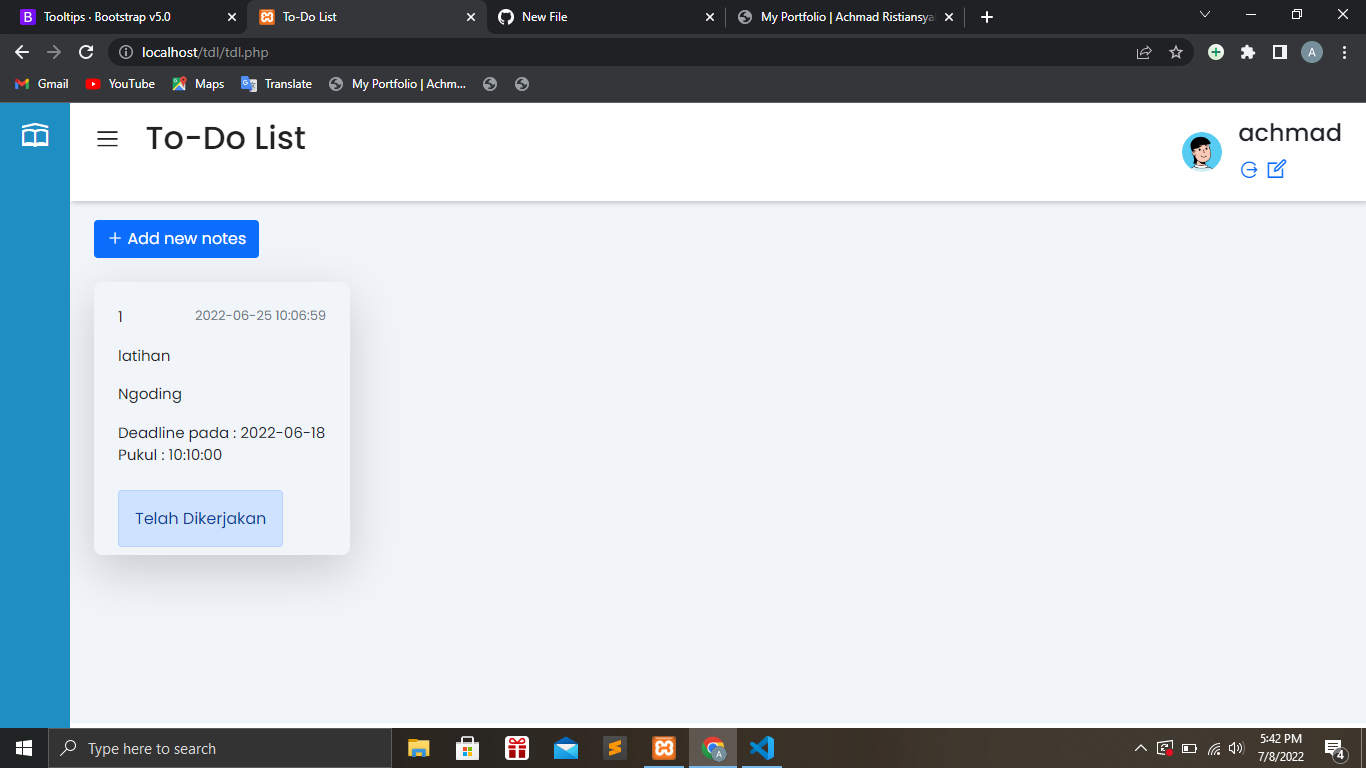 Tooltips · Bootstrap v5.0
To-Do List
New File
My Portfolio | Achmad Ristiansya
localhost/tdl/tdl.php
A
Gmail
YouTube
Maps
Translate
My Portfolio | Achm...
To-Do List
achmad
+ Add new notes
1
2022-06-25 10:06:59
latihan
Ngoding
Deadline pada : 2022-06-18
Pukul : 10:10:00
Telah Dikerjakan
Type here to search
5:42 PM
7/8/2022
4